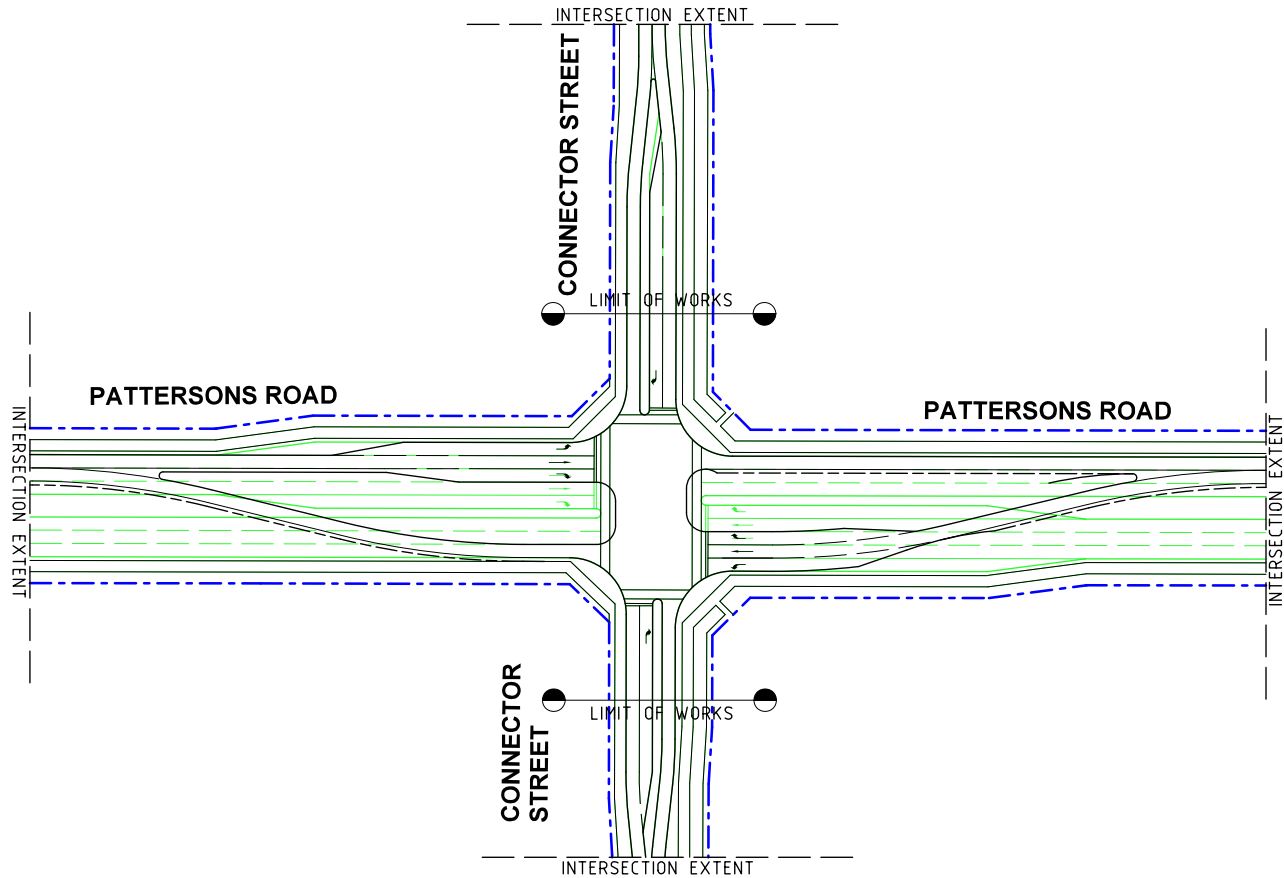 INTERSECTION EXTENT
CONNECTOR STREET
LIMIT OF WORKS
PATTERSONS ROAD
PATTERSONS ROAD
INTERSECTION EXTENT
INTERSECTION EXTENT
CONNECTOR
STREET
LIMIT OF WORKS
INTERSECTION EXTENT